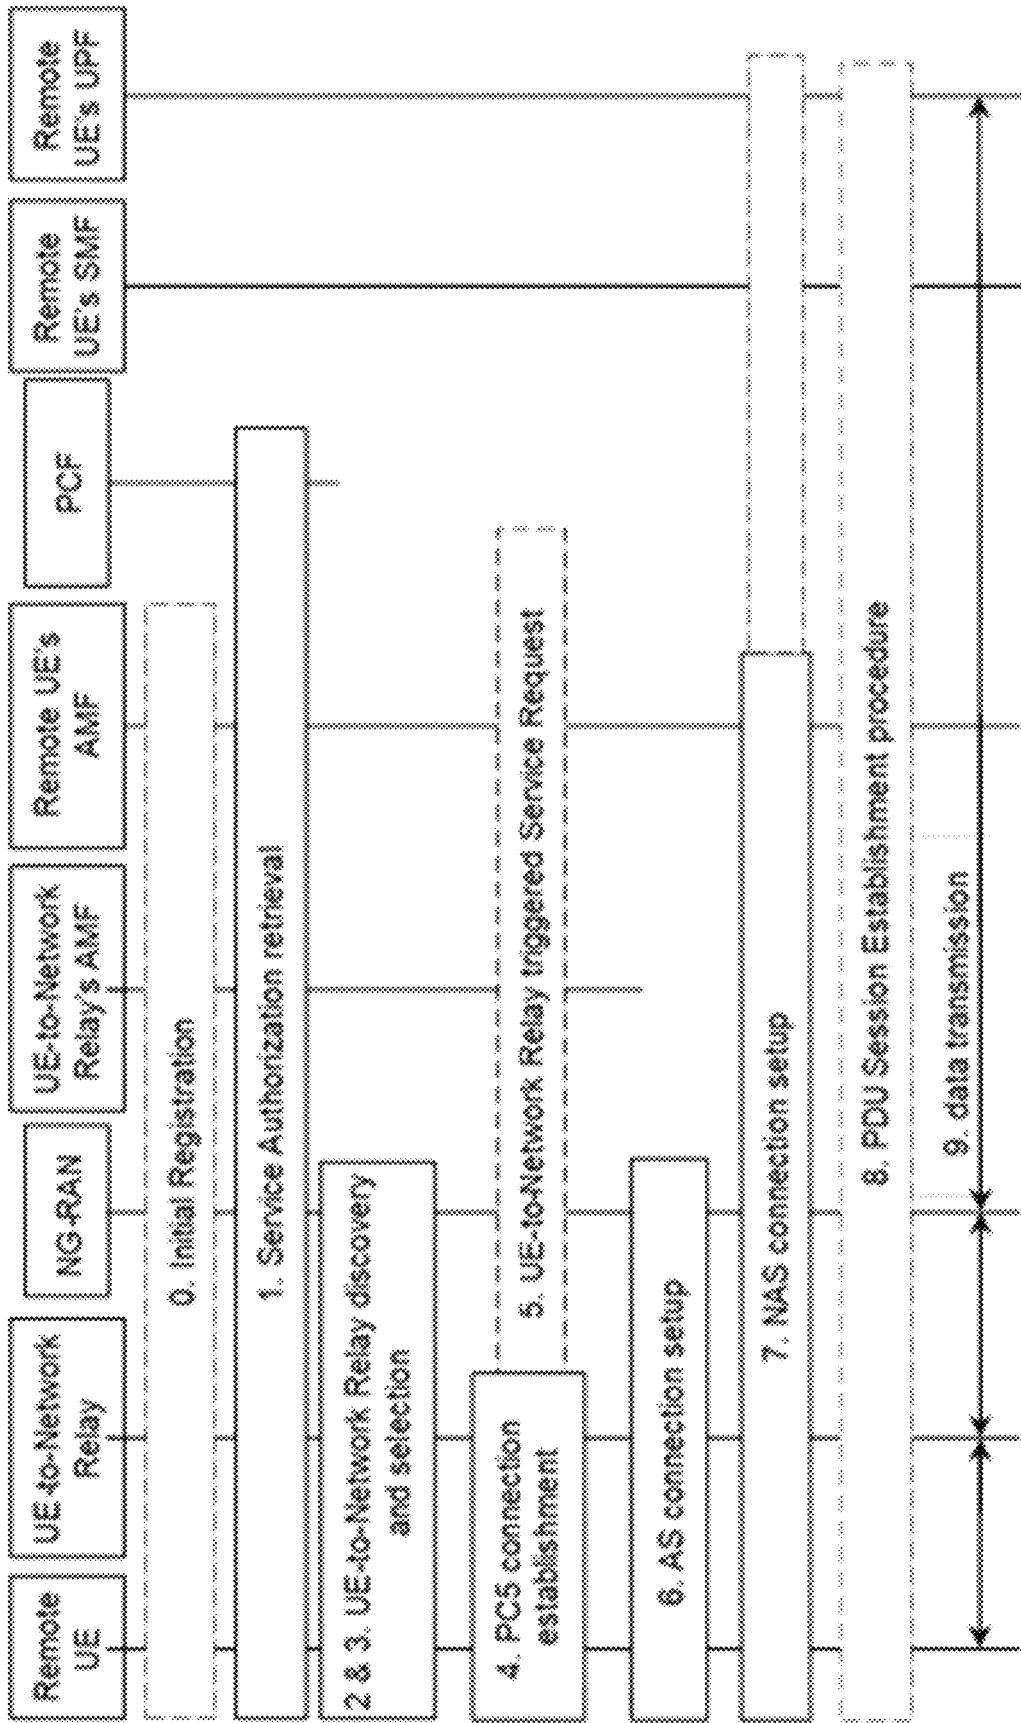 Remote
UE
UE-to-Network
Relay
NG-RAN
UE-to-Network
Relay's AMF
Remote UE's
AMF
PCF
Remote
UE's SMF
Remote
UE's UPF
0. Initial Registration
1. Service Authorization retrieval
2 & 3. UE-to-Network Relay discovery
and selection
4. PC5 connection
establishment
5. UE-to-Network Relay triggered Service Request
6. AS connection setup
7. NAS connection setup
8. PDU Session Establishment procedure
9. data transmission